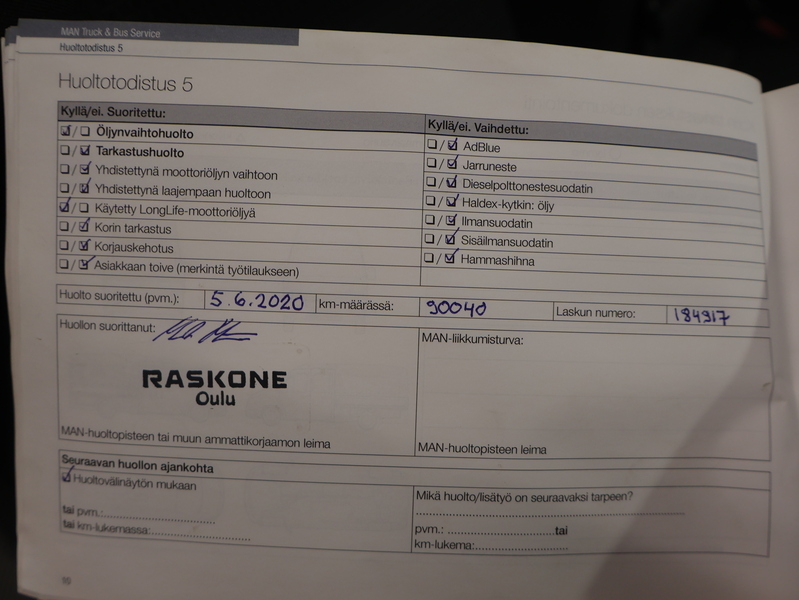 MAN Truck & Bus Service
Huoltotodistus 5
Huoltotodistus 5
Kyllä/ei. Suoritettu:
☑/☐ Öljynvaihtohuolto
☐/☑ Tarkastushuolto
☐/☑ Yhdistettynä moottoriöljyn vaihtoon
☐/☑ Yhdistettynä laajempaan huoltoon
☑/☐ Käytetty LongLife-moottoriöljyä
☐/☑ Korin tarkastus
☐/☑ Korjauskehotus
☐/☑ Asiakkaan toive (merkintä työtilaukseen)
Kyllä/ei. Vaihdettu:
☐/☑ AdBlue
☐/☑ Jarruneste
☐/☑ Dieselpolttonestesuodatin
☐/☑ Haldex-kytkin: öljy
☐/☑ Ilmansuodatin
☐/☑ Sisäilmansuodatin
☐/☑ Hammashihna
Huolto suoritettu (pvm.): 5.6.2020 km-määrässä: 90040 Laskun numero: 184917
Huollon suorittanut:
RASKONE
Oulu
MAN-huoltopisteen tai muun ammattikorjaamon leima
MAN-liikkumisturva:
MAN-huoltopisteen leima
Seuraavan huollon ajankohta
☑ Huoltovälinäytön mukaan
tai pvm.:
tai km-lukemassa:
Mikä huolto/lisätyö on seuraavaksi tarpeen?
pvm.: tai
km-lukema: